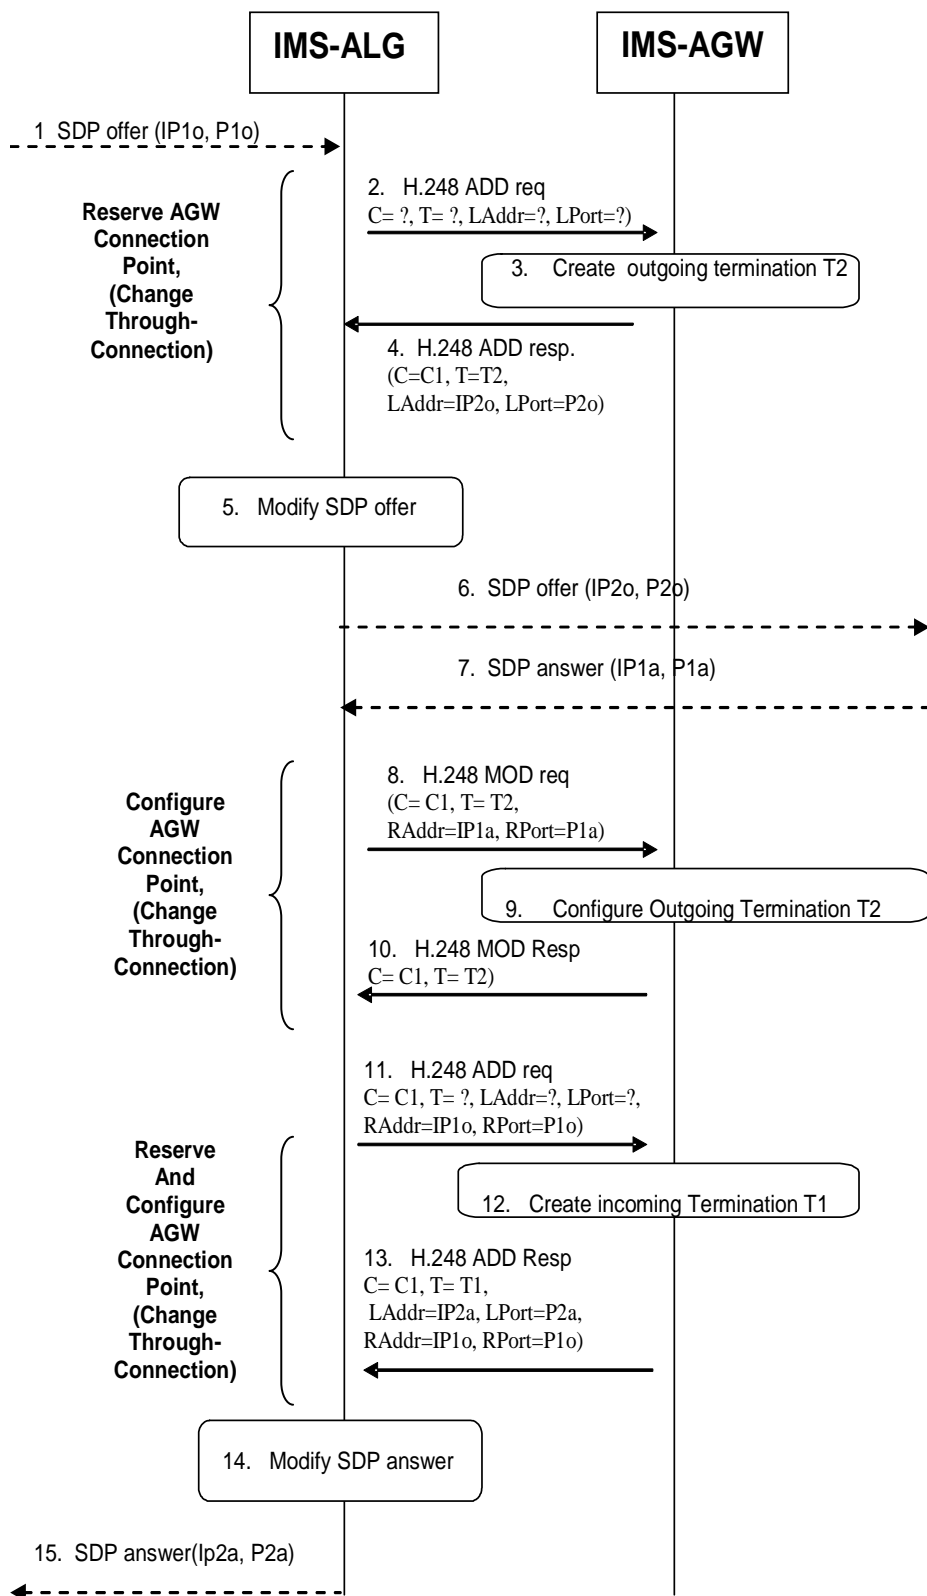 IMS-ALG
IMS-AGW
1  SDP offer (IP1o, P1o)
Reserve AGW
Connection
Point,
(Change
Through-
Connection)
2.   H.248 ADD req
C= ?, T= ?, LAddr=?, LPort=?)
3.    Create  outgoing termination T2
4.  H.248 ADD resp.
(C=C1, T=T2,
LAddr=IP2o, LPort=P2o)
5.   Modify SDP offer
6.  SDP offer (IP2o, P2o)
7.  SDP answer (IP1a, P1a)
Configure
AGW
Connection
Point,
(Change
Through-
Connection)
8.   H.248 MOD req
(C= C1, T= T2,
RAddr=IP1a, RPort=P1a)
9.     Configure Outgoing Termination T2
10.   H.248 MOD Resp
C= C1, T= T2)
11.   H.248 ADD req
C= C1, T= ?, LAddr=?, LPort=?,
RAddr=IP1o, RPort=P1o)
Reserve
And
Configure
AGW
Connection
Point,
(Change
Through-
Connection)
12.   Create incoming Termination T1
13.   H.248 ADD Resp
C= C1, T= T1,
LAddr=IP2a, LPort=P2a,
RAddr=IP1o, RPort=P1o)
14.   Modify SDP answer
15.  SDP answer(Ip2a, P2a)